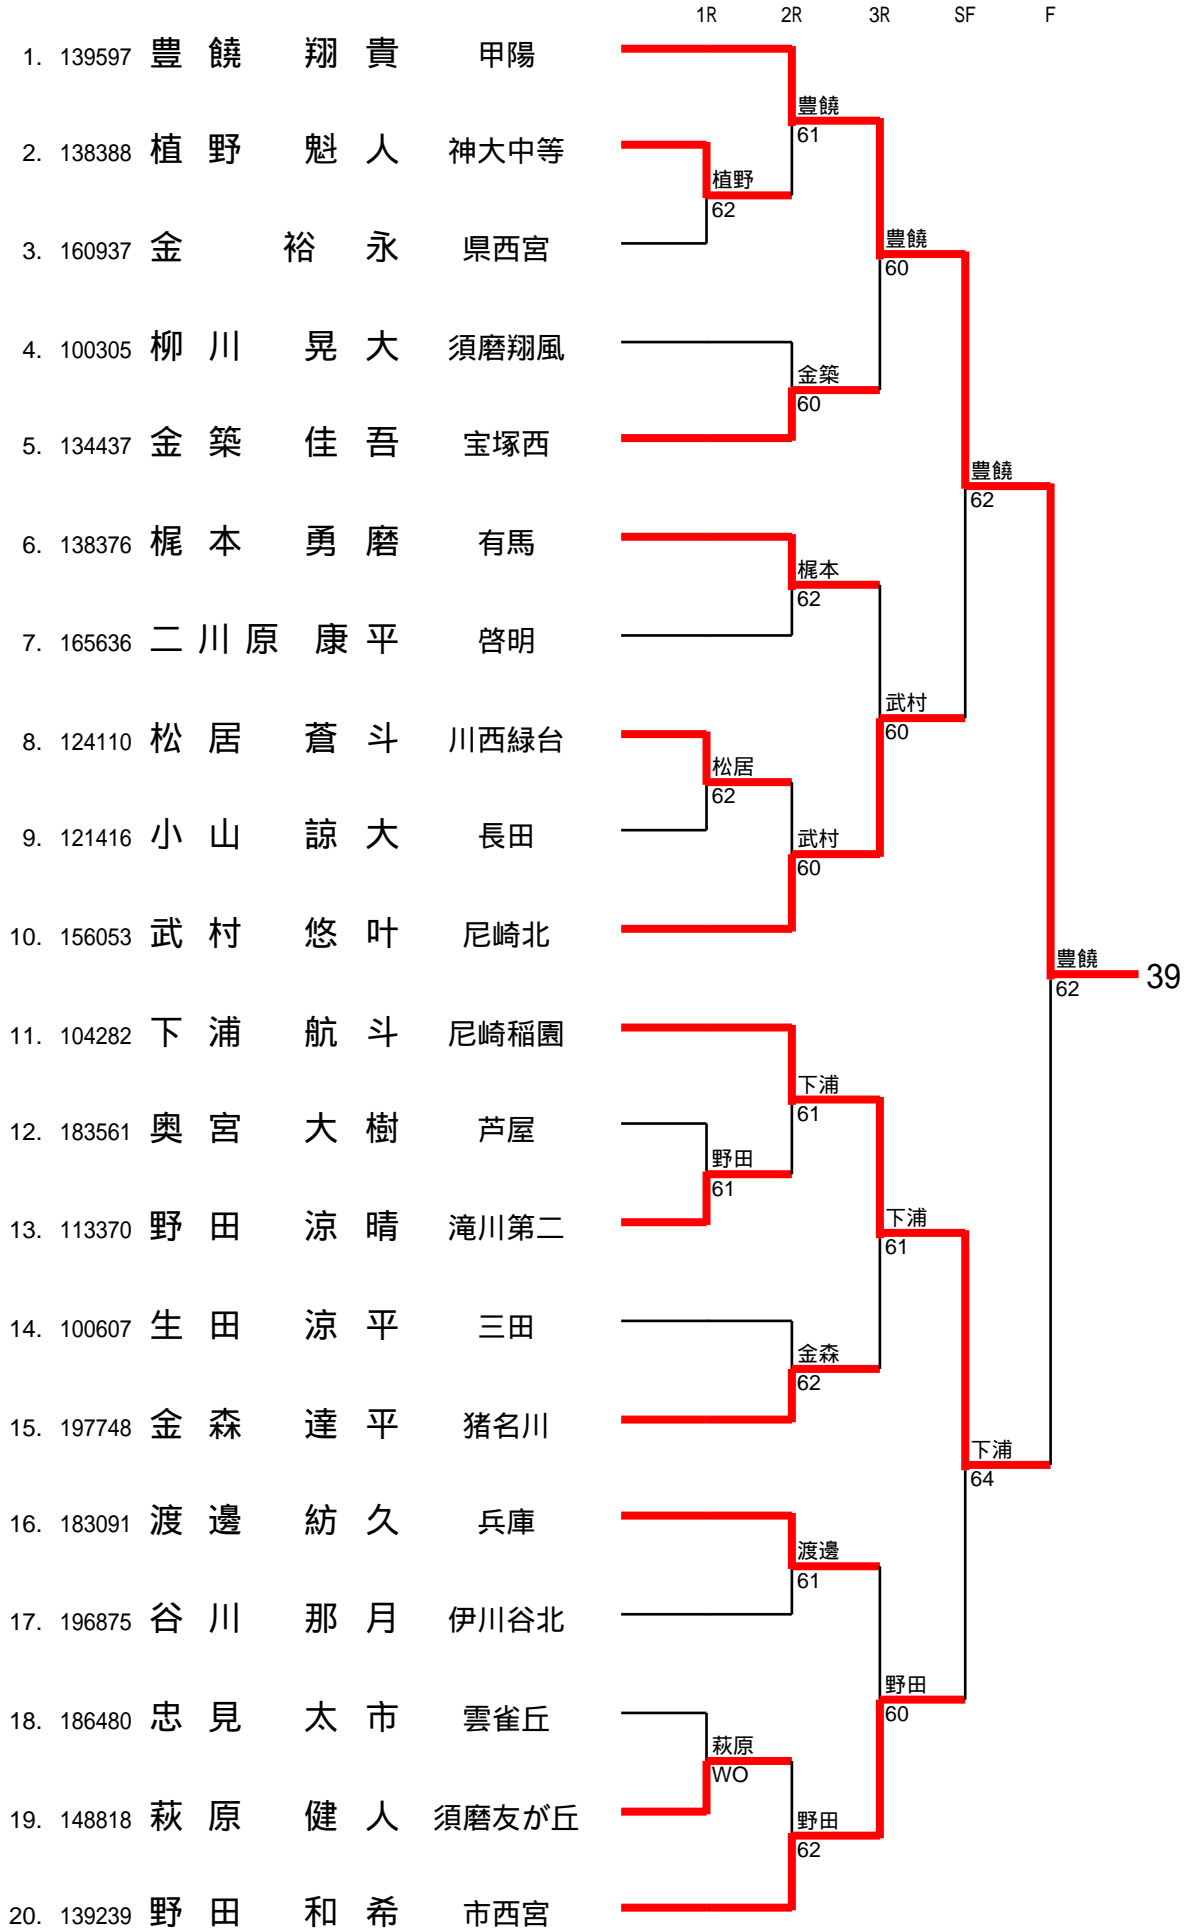 1R 2R 3R SF F
1. 139597 豊饒 翔貴 甲陽
豊饒
61
2. 138388 植野 魁人 神大中等
植野
62
3. 160937 金 裕永 県西宮
豊饒
60
4. 100305 柳川 晃大 須磨翔風
金築
60
5. 134437 金築 佳吾 宝塚西
豊饒
62
6. 138376 梶本 勇磨 有馬
梶本
62
7. 165636 二川原 康平 啓明
武村
60
8. 124110 松居 蒼斗 川西緑台
松居
62
9. 121416 小山 諒大 長田
武村
60
10. 156053 武村 悠叶 尼崎北
豊饒
62
39
11. 104282 下浦 航斗 尼崎稲園
下浦
61
12. 183561 奥宮 大樹 芦屋
野田
61
13. 113370 野田 涼晴 滝川第二
下浦
61
14. 100607 生田 涼平 三田
金森
62
15. 197748 金森 達平 猪名川
下浦
64
16. 183091 渡邊 紡久 兵庫
渡邊
61
17. 196875 谷川 那月 伊川谷北
野田
60
18. 186480 忠見 太市 雲雀丘
萩原
WO
19. 148818 萩原 健人 須磨友が丘
野田
62
20. 139239 野田 和希 市西宮